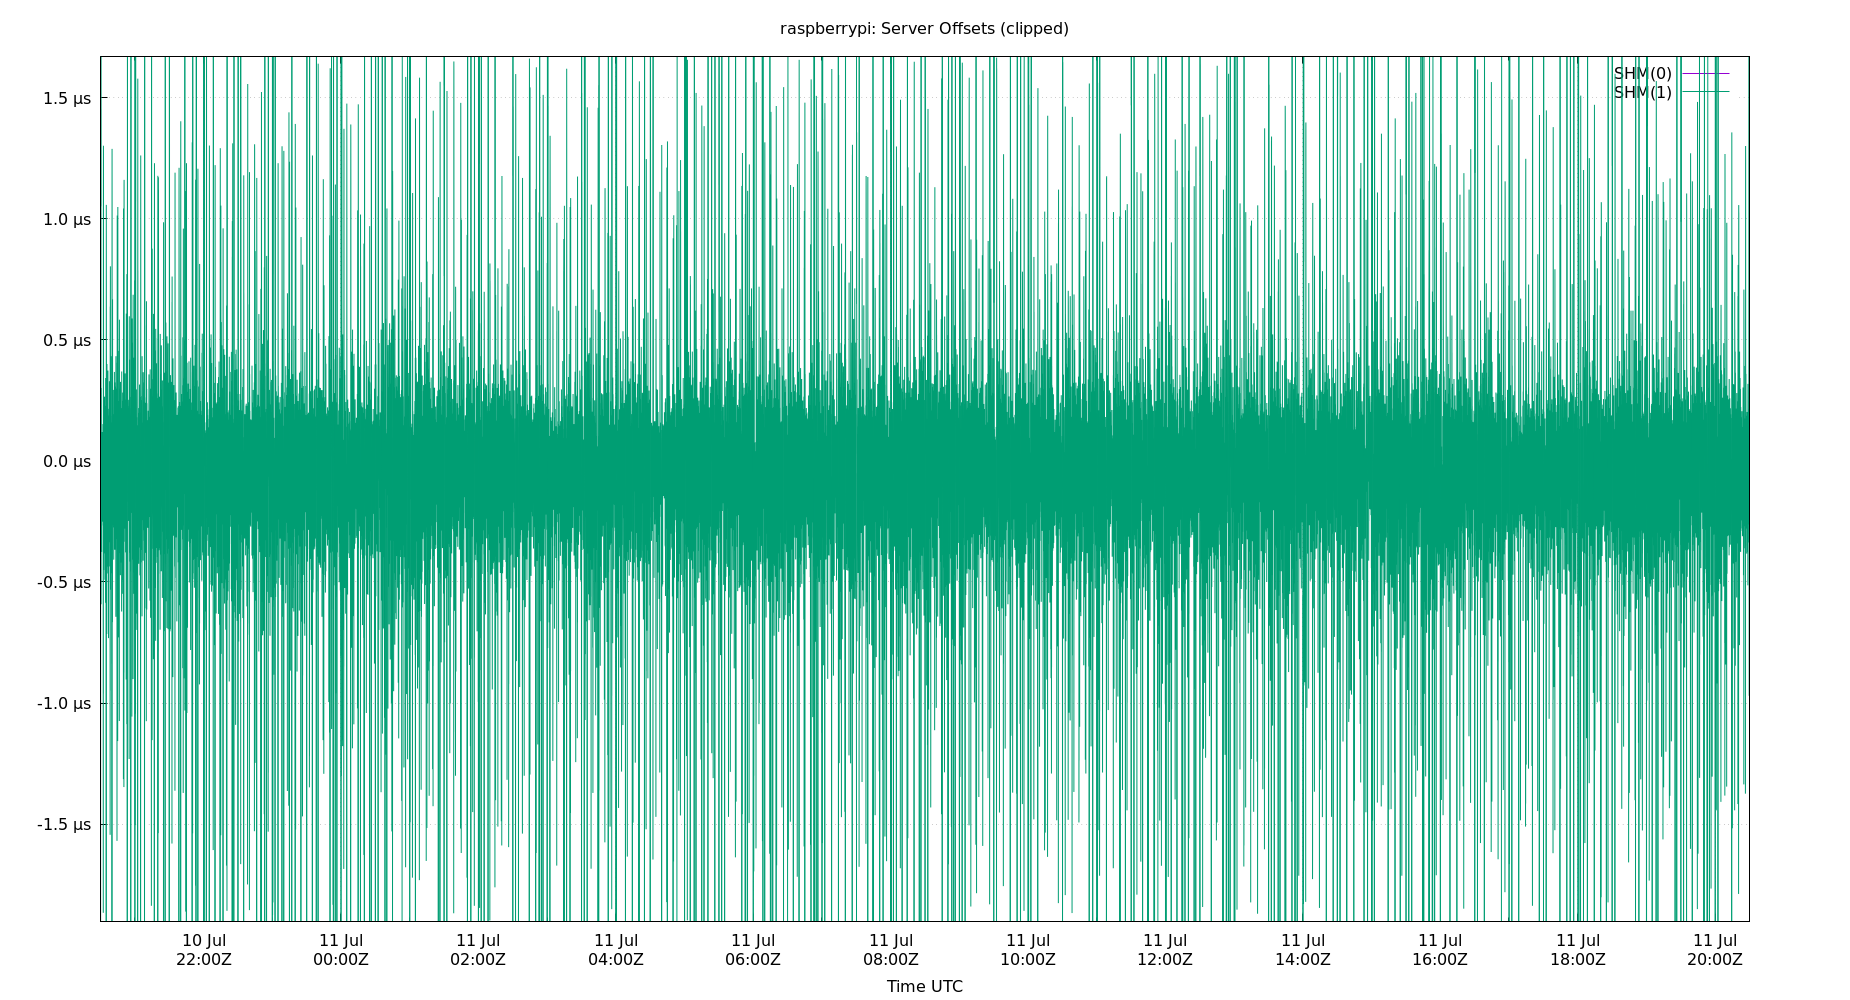 raspberrypi: Server Offsets (clipped)
SHM(0)
SHM(1)
1.5 µs
1.0 µs
0.5 µs
0.0 µs
-0.5 µs
-1.0 µs
-1.5 µs
10 Jul 11 Jul 11 Jul 11 Jul 11 Jul 11 Jul 11 Jul 11 Jul 11 Jul 11 Jul 11 Jul 11 Jul
22:00Z 00:00Z 02:00Z 04:00Z 06:00Z 08:00Z 10:00Z 12:00Z 14:00Z 16:00Z 18:00Z 20:00Z
Time UTC